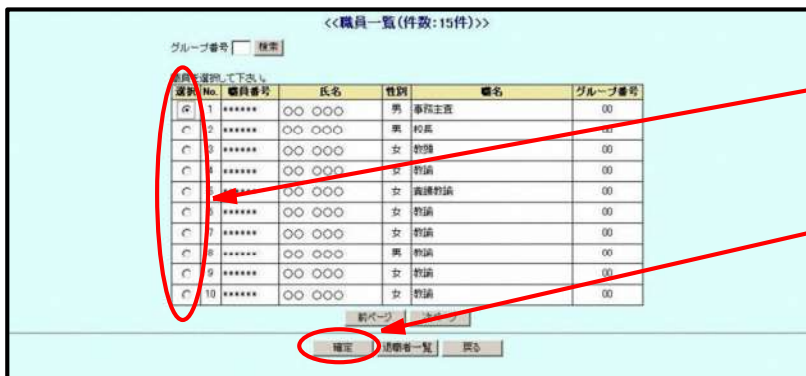 <<職員一覧(件数:15件)>>
グループ番号 検索
職員を選択して下さい。
選択 No. 職員番号 氏名 性別 職名 グループ番号
1 ****** ○○ ○○○ 男 事務主査 00
2 ****** ○○ ○○○ 男 校長 00
3 ****** ○○ ○○○ 女 教頭 00
4 ****** ○○ ○○○ 女 教諭 00
5 ****** ○○ ○○○ 女 養護教諭 00
6 ****** ○○ ○○○ 女 教諭 00
7 ****** ○○ ○○○ 女 教諭 00
8 ****** ○○ ○○○ 男 教諭 00
9 ****** ○○ ○○○ 女 教諭 00
10 ****** ○○ ○○○ 女 教諭 00
前ページ 次ページ
確定 退職者一覧 戻る